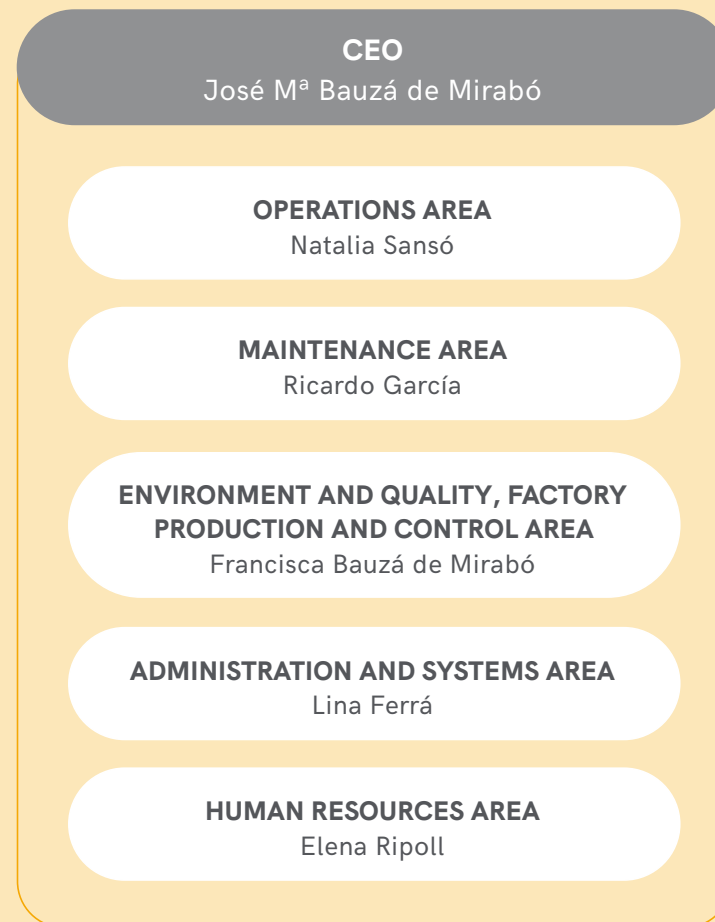 CEO
José Mª Bauzá de Mirabó
OPERATIONS AREA
Natalia Sansó
MAINTENANCE AREA
Ricardo García
ENVIRONMENT AND QUALITY, FACTORY
PRODUCTION AND CONTROL AREA
Francisca Bauzá de Mirabó
ADMINISTRATION AND SYSTEMS AREA
Lina Ferrá
HUMAN RESOURCES AREA
Elena Ripoll